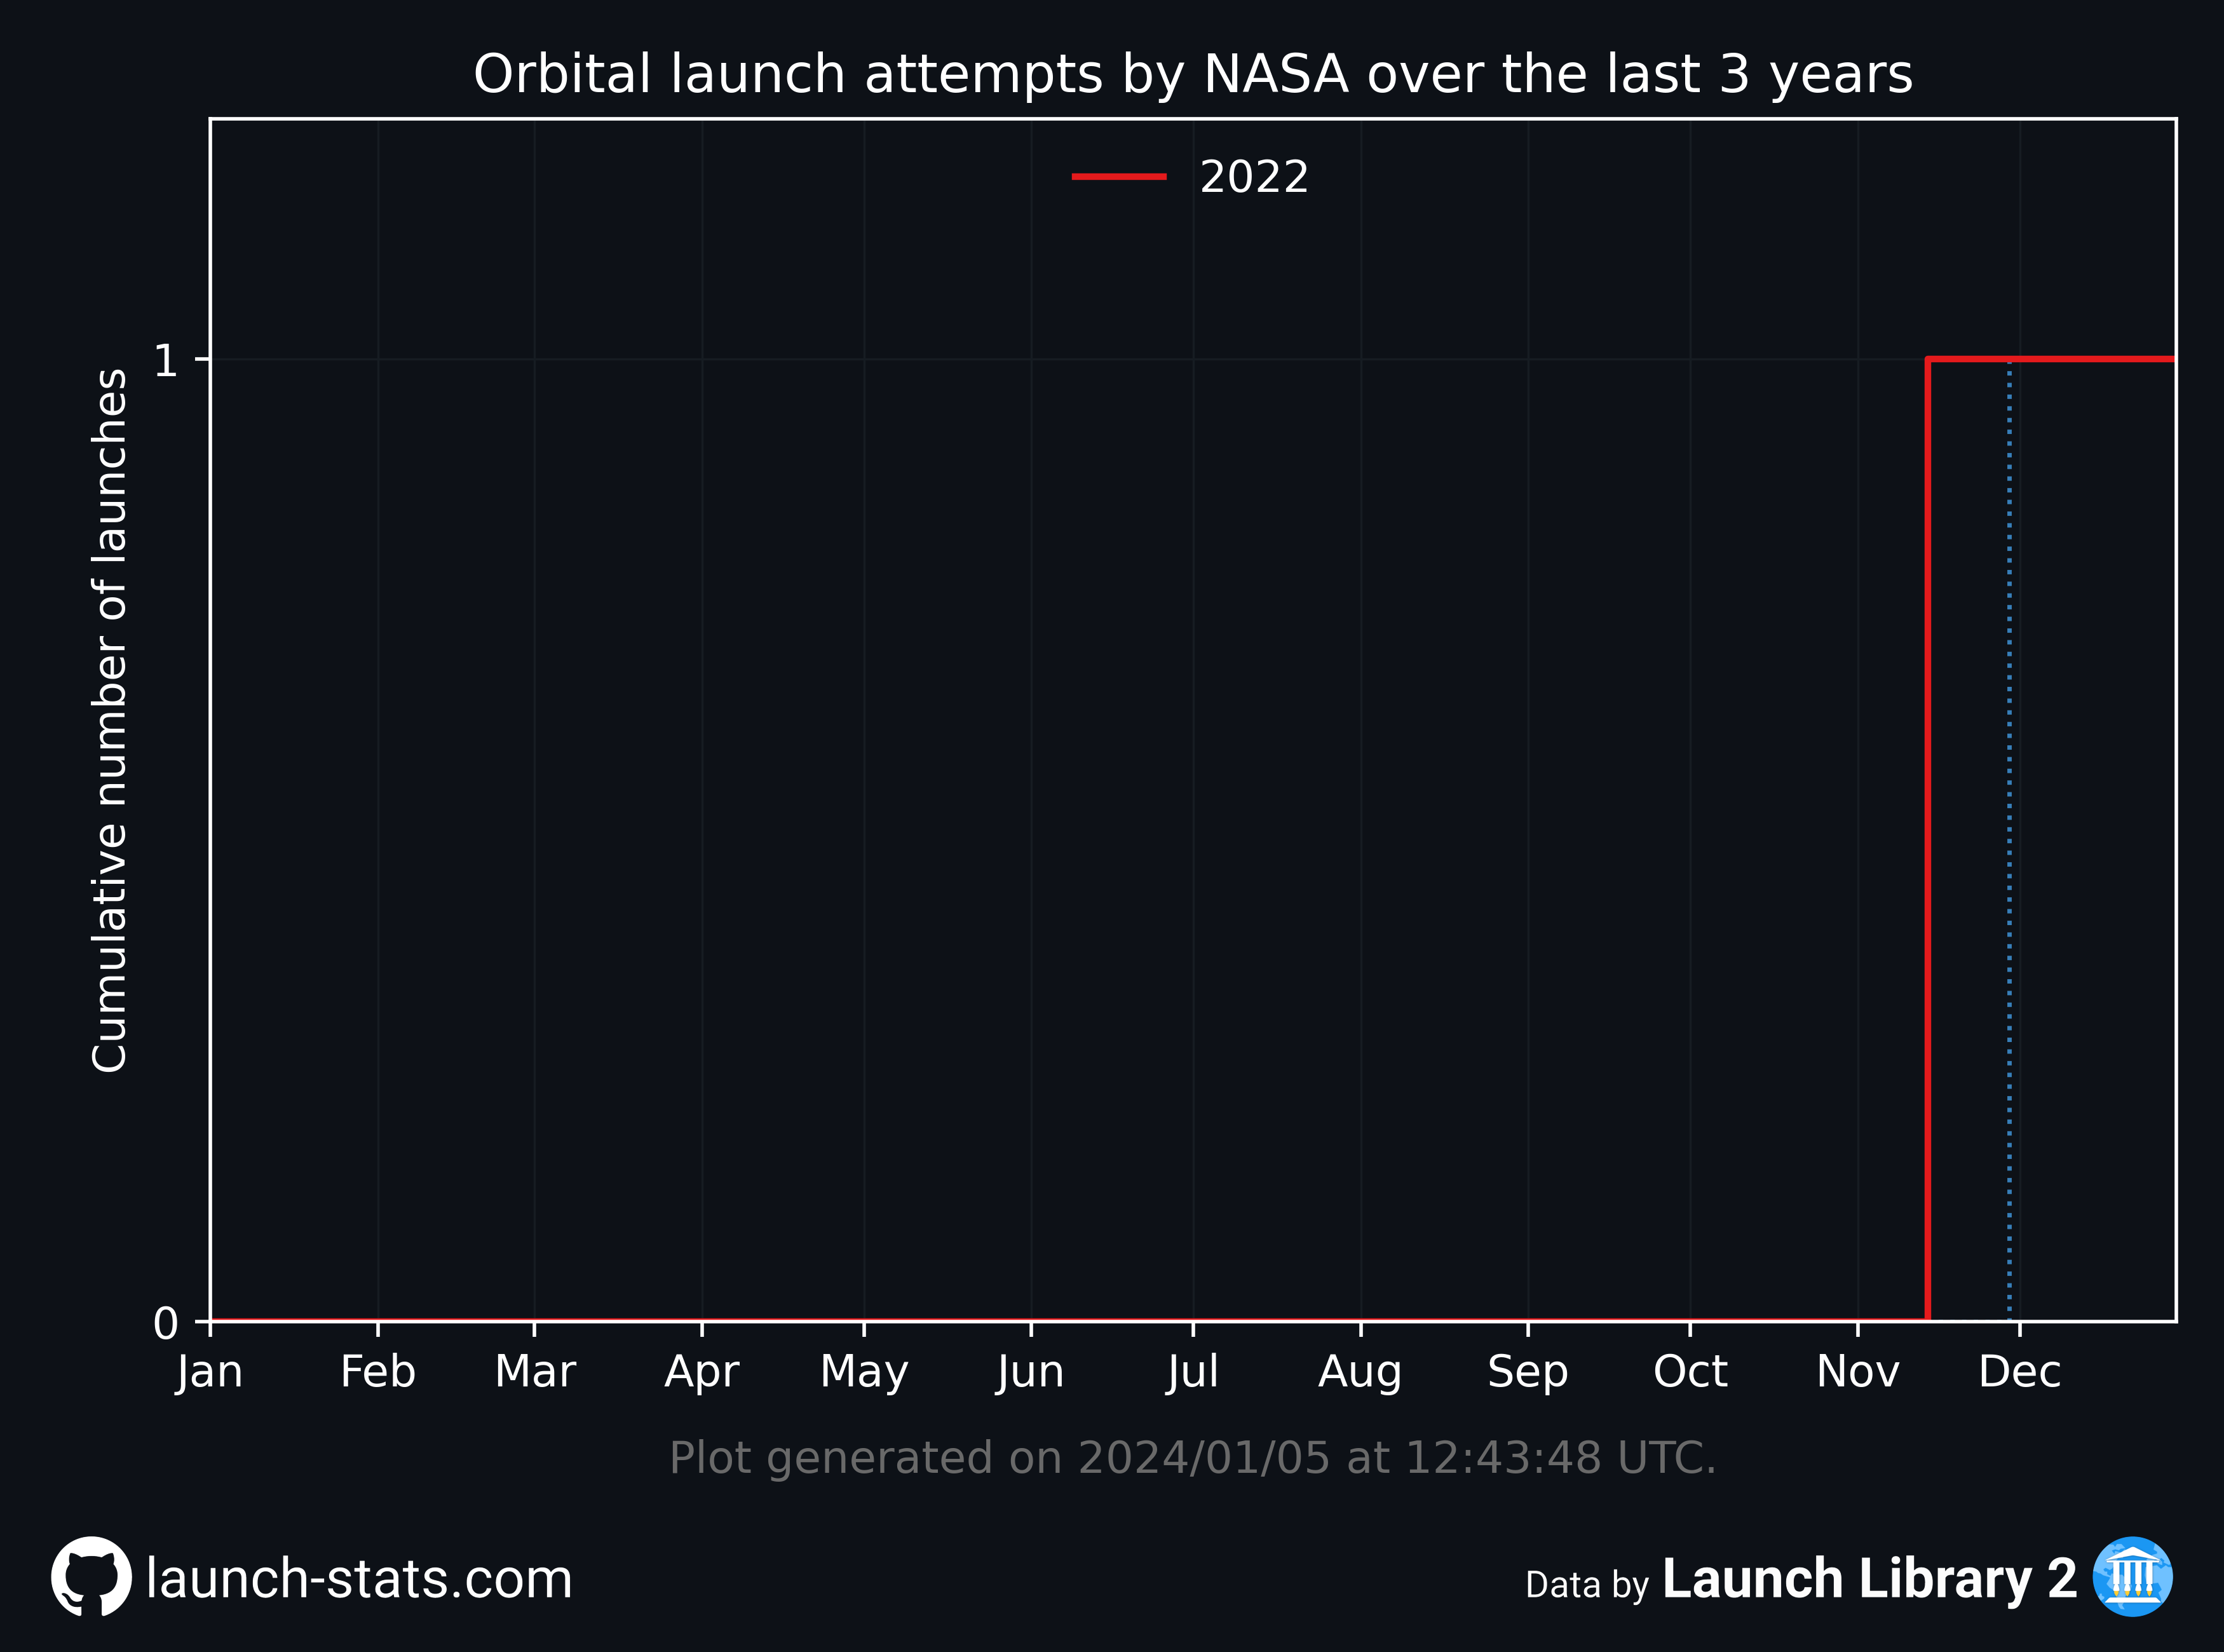 Orbital launch attempts by NASA over the last 3 years
2022
Cumulative number of launches
1
0
Jan Feb Mar Apr May Jun Jul Aug Sep Oct Nov Dec
Plot generated on 2024/01/05 at 12:43:48 UTC.
launch-stats.com
Data by Launch Library 2